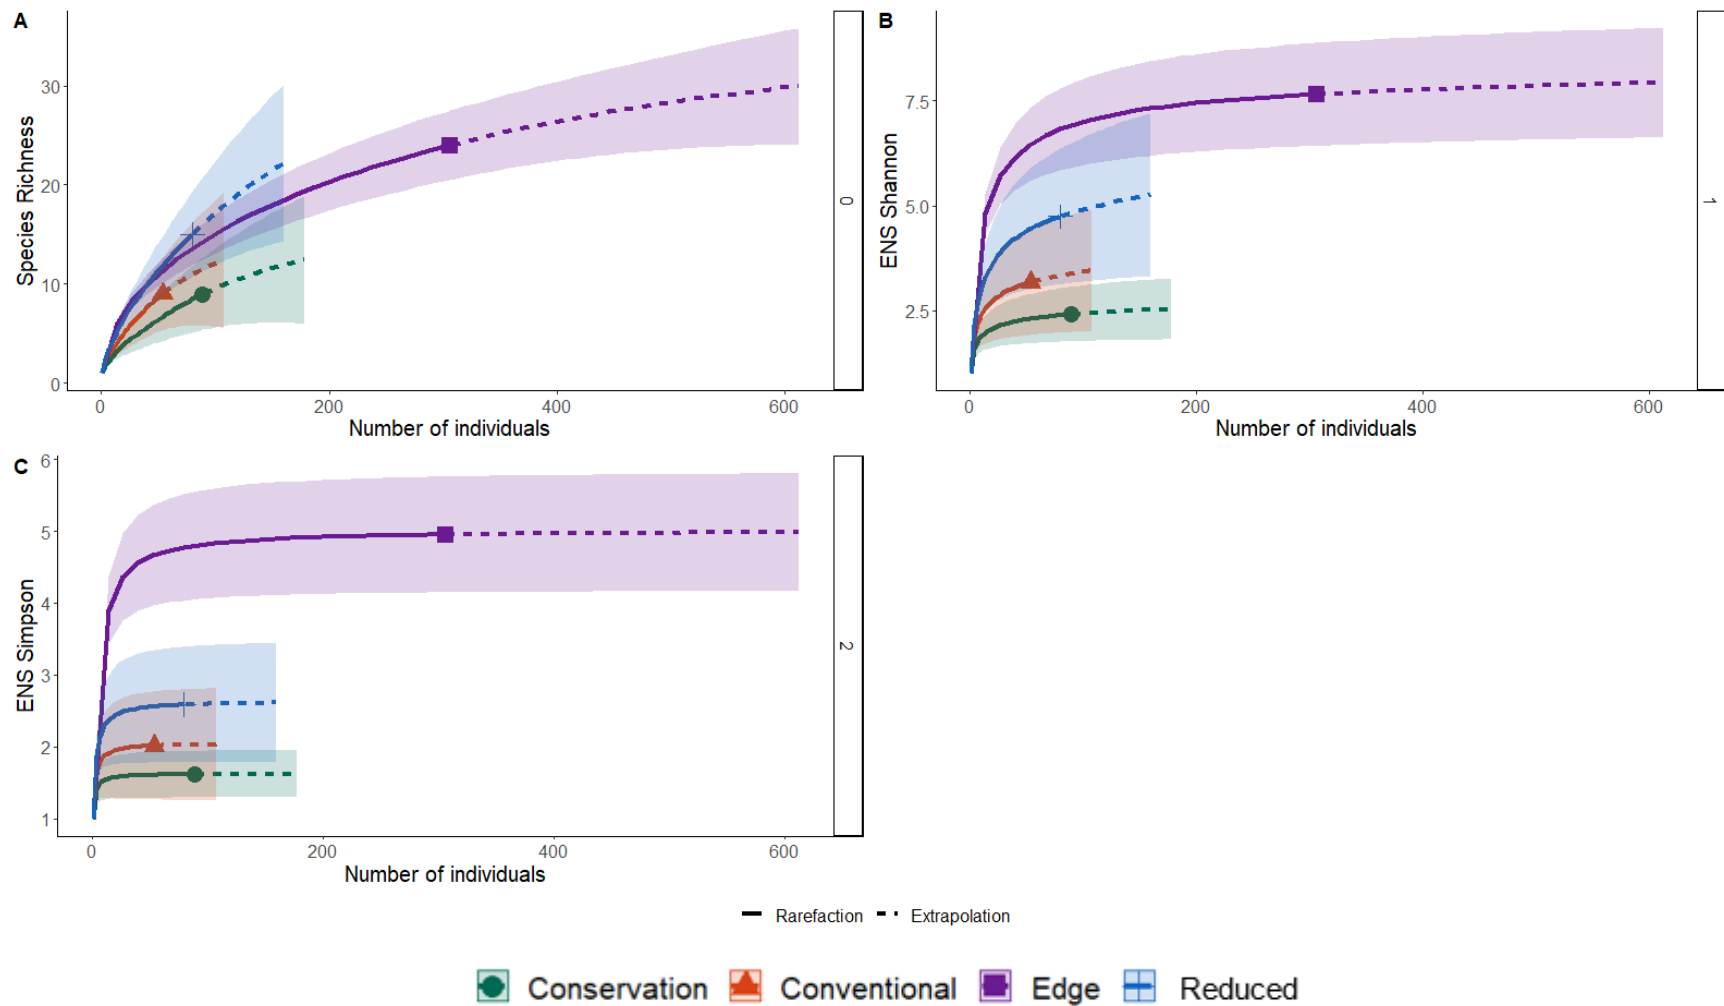 A
Species Richness
30
20
10
0
0
200
400
600
Number of individuals
0
B
ENS Shannon
7.5
5.0
2.5
0
200
400
600
Number of individuals
1
C
ENS Simpson
6
5
4
3
2
1
0
200
400
600
Number of individuals
2
Rarefaction Extrapolation
Conservation Conventional Edge Reduced